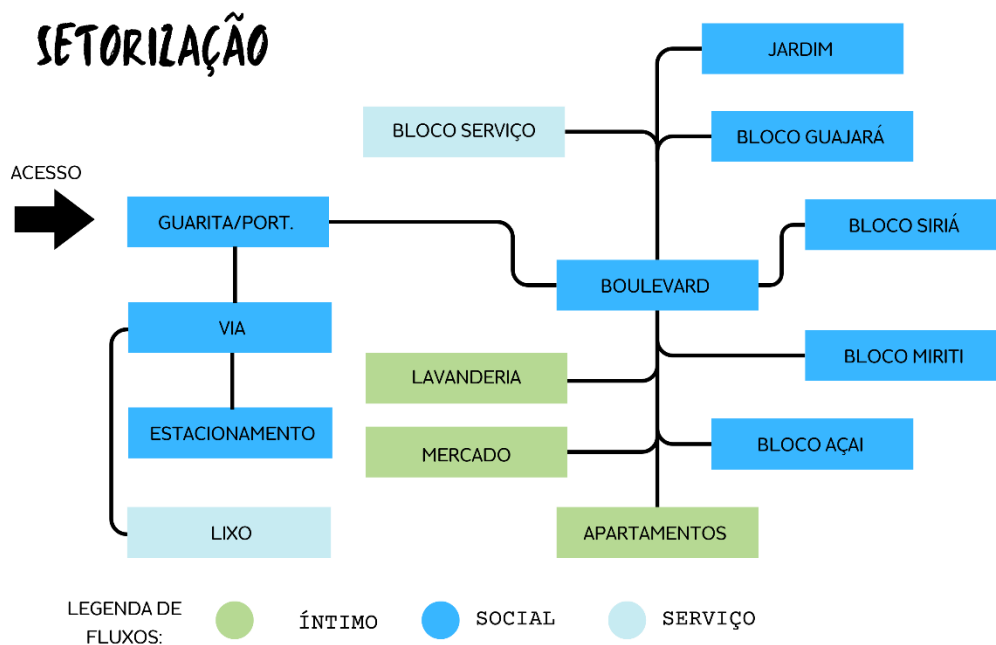 SETORIZAÇÃO
JARDIM
BLOCO SERVIÇO
BLOCO GUAJARÁ
ACESSO
GUARITA/PORT.
BLOCO SIRIÁ
BOULEVARD
VIA
BLOCO MIRITI
LAVANDERIA
ESTACIONAMENTO
MERCADO
BLOCO AÇAI
LIXO
APARTAMENTOS
LEGENDA DE
FLUXOS:
ÍNTIMO
SOCIAL
SERVIÇO